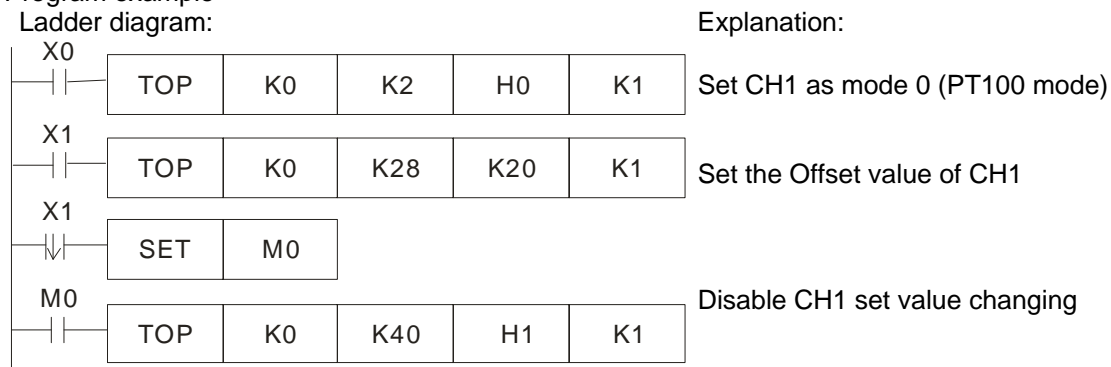 Ladder diagram: Explanation:
X0
TOP K0 K2 H0 K1 Set CH1 as mode 0 (PT100 mode)
X1
TOP K0 K28 K20 K1 Set the Offset value of CH1
X1
SET M0
M0 Disable CH1 set value changing
TOP K0 K40 H1 K1